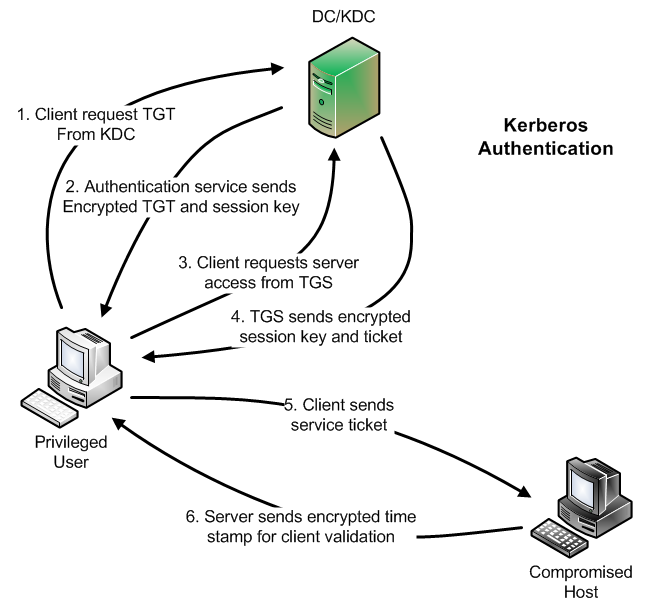 DC/KDC
Kerberos
Authentication
1. Client request TGT
From KDC
2. Authentication service sends
Encrypted TGT and session key
3. Client requests server
access from TGS
4. TGS sends encrypted
session key and ticket
Privileged
User
5. Client sends
service ticket
6. Server sends encrypted time
stamp for client validation
Compromised
Host